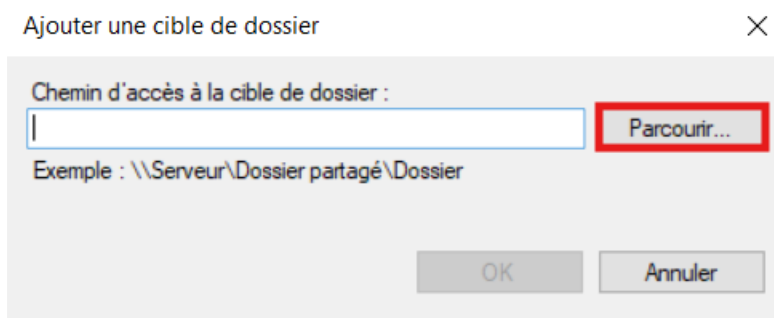 Ajouter une cible de dossier
Chemin d'accès à la cible de dossier :
Parcourir...
Exemple : \\Serveur\Dossier partagé\Dossier
OK
Annuler